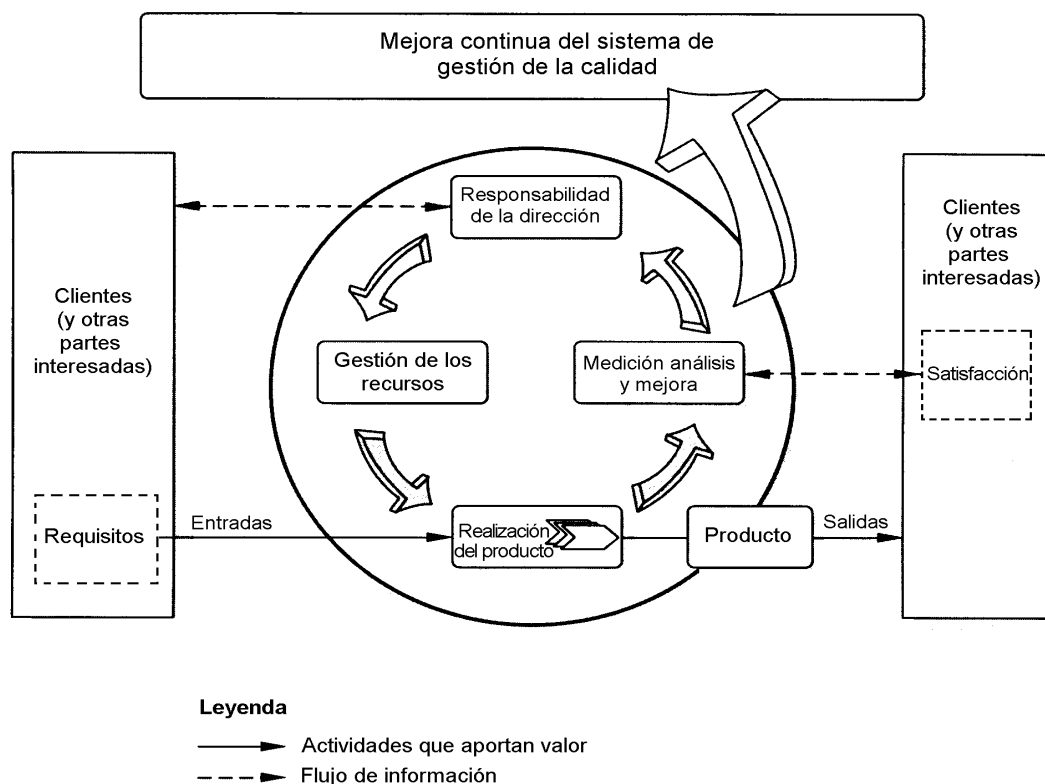 Mejora continua del sistema de
gestión de la calidad
Responsabilidad
de la dirección
Clientes
(y otras
partes
interesadas)
Clientes
(y otras
partes
interesadas)
Gestión de los
recursos
Medición análisis
y mejora
Satisfacción
Requisitos
Entradas
Realización
del producto
Producto
Salidas
Leyenda
Actividades que aportan valor
Flujo de información